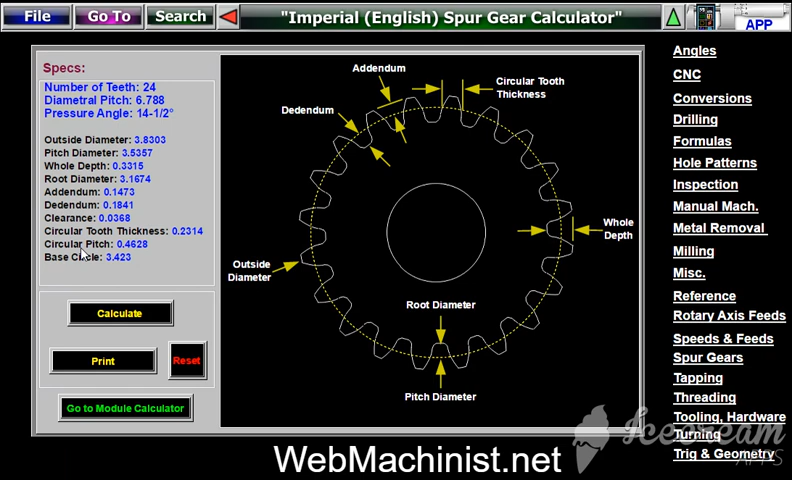 File
Go To
Search
"Imperial (English) Spur Gear Calculator"
APP
Specs:
Number of Teeth: 24
Diametral Pitch: 6.788
Pressure Angle: 14-1/2°
Outside Diameter: 3.8303
Pitch Diameter: 3.5357
Whole Depth: 0.3315
Root Diameter: 3.1674
Addendum: 0.1473
Dedendum: 0.1841
Clearance: 0.0368
Circular Tooth Thickness: 0.2314
Circular Pitch: 0.4628
Base Circle: 3.423
Calculate
Print
Reset
Go to Module Calculator
Addendum
Circular Tooth
Thickness
Dedendum
Whole
Depth
Outside
Diameter
Root Diameter
Pitch Diameter
Angles
CNC
Conversions
Drilling
Formulas
Hole Patterns
Inspection
Manual Mach.
Metal Removal
Milling
Misc.
Reference
Rotary Axis Feeds
Speeds & Feeds
Spur Gears
Tapping
Threading
Tooling, Hardware
Turning
Trig & Geometry
WebMachinist.net
Icecream
APPS